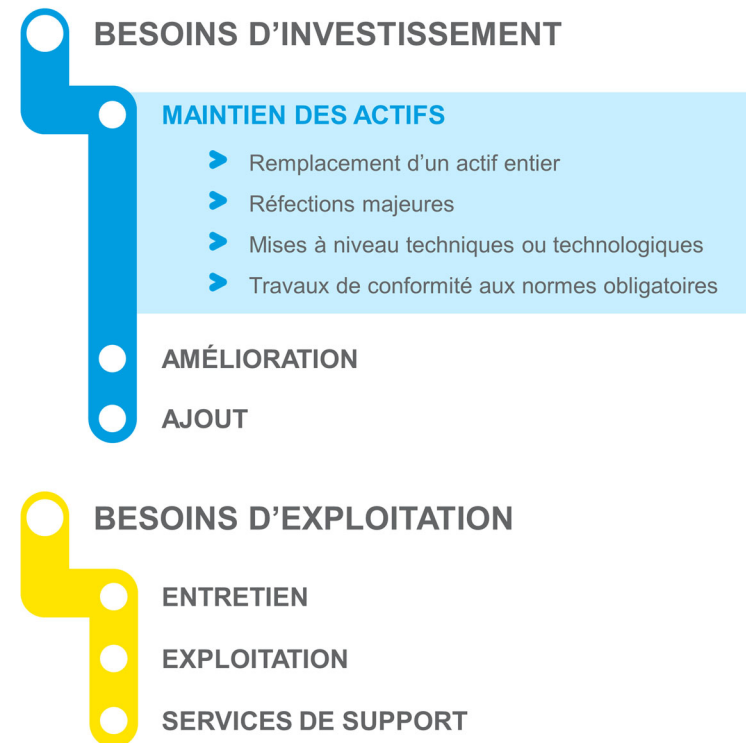 BESOINS D’INVESTISSEMENT
MAINTIEN DES ACTIFS
Remplacement d’un actif entier
Réfections majeures
Mises à niveau techniques ou technologiques
Travaux de conformité aux normes obligatoires
AMÉLIORATION
AJOUT
BESOINS D’EXPLOITATION
ENTRETIEN
EXPLOITATION
SERVICES DE SUPPORT